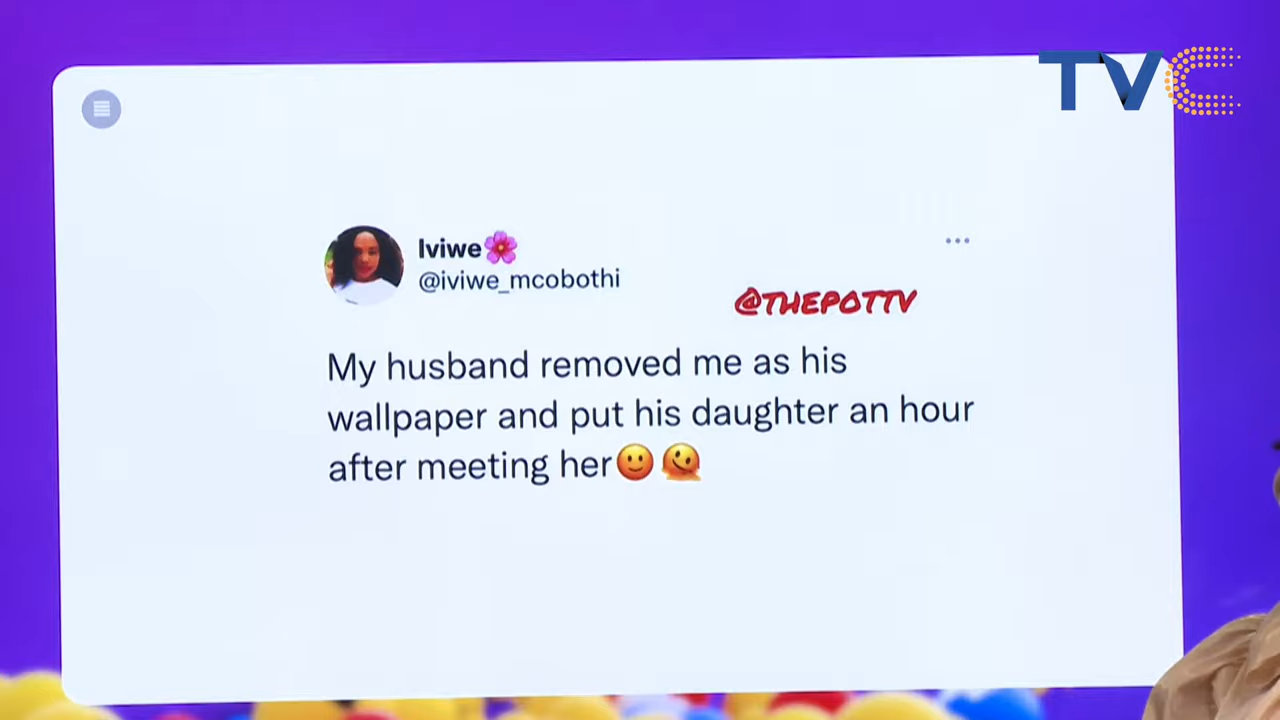 TVC
Iviwe🌸
@iviwe_mcobothi
@THEPOTTV
My husband removed me as his
wallpaper and put his daughter an hour
after meeting her🙂🫠